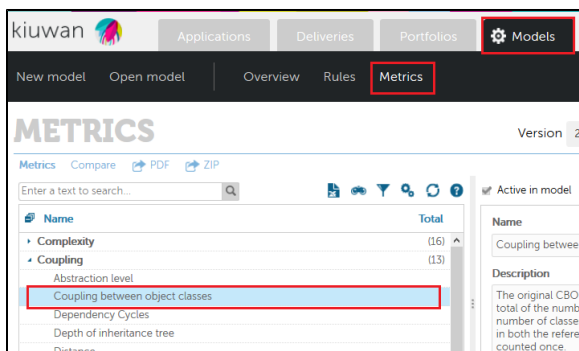 kiuwan
Applications Deliveries Portfolios Models
New model Open model Overview Rules Metrics
METRICS
Version 2
Metrics Compare PDF ZIP
Enter a text to search...
Active in model
Name Total
Name
Complexity (16)
Coupling betwee
Coupling (13)
Abstraction level
Description
Coupling between object classes
The original CBO
total of the numb
Dependency Cycles
number of classe
Depth of inheritance tree
in both the refere
counted once.